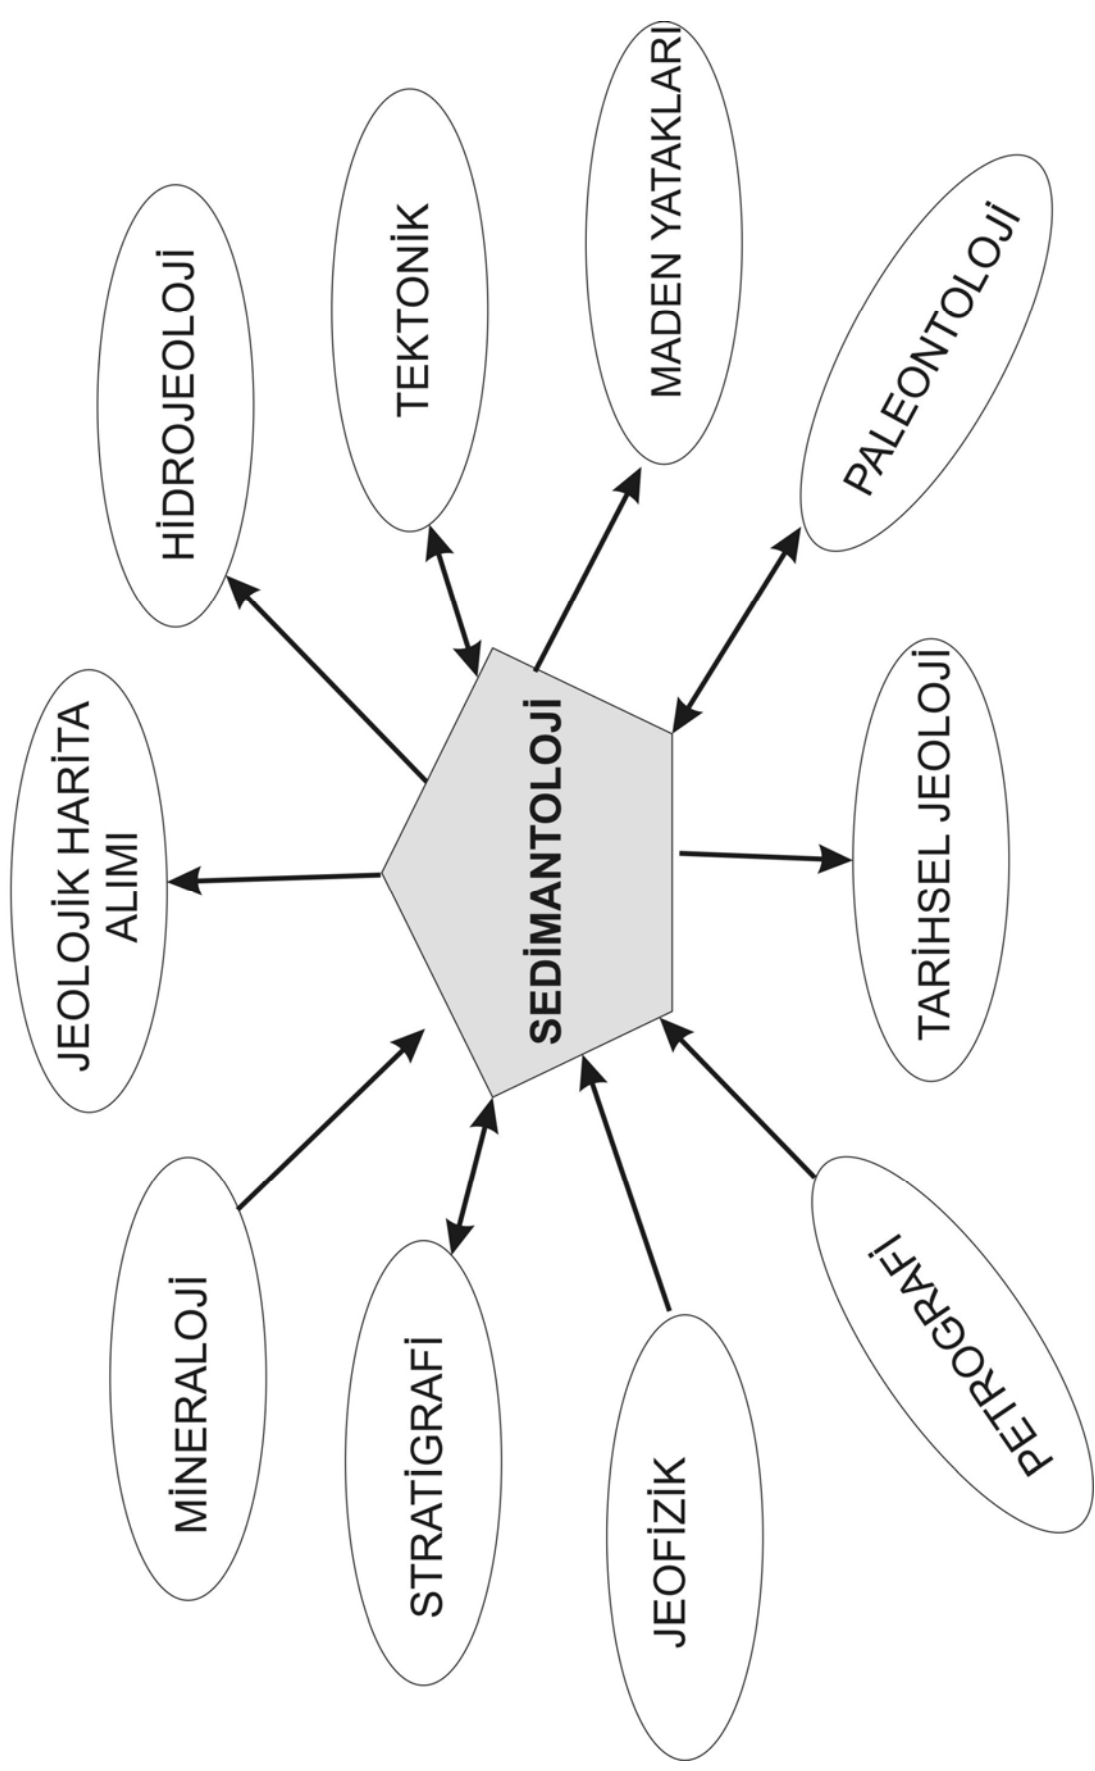 JEOLOJİK HARİTA
ALIMI
MİNERALOJİ
HİDROJEOLOJİ
STRATİGRAFİ
TEKTONİK
SEDİMANTOLOJİ
JEOFİZİK
MADEN YATAKLARI
PETROGRAFİ
TARİHSEL JEOLOJİ
PALEONTOLOJİ